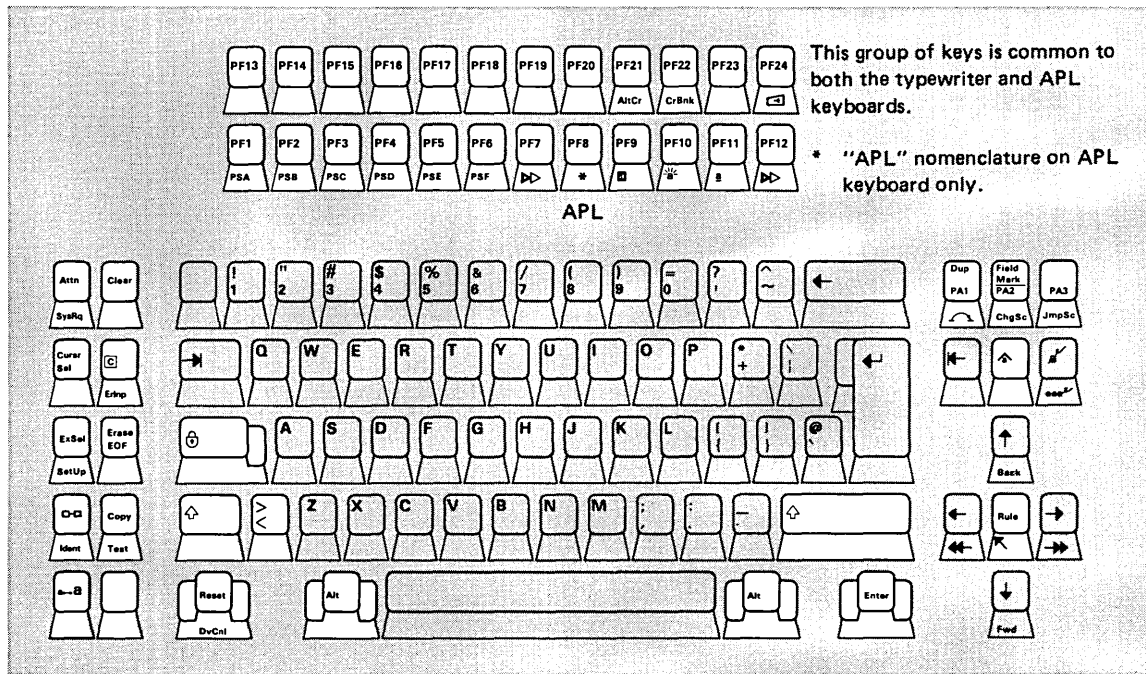 PF13 PF14 PF15 PF16 PF17 PF18 PF19 PF20 PF21 PF22 PF23 PF24
AltCr CrBnk
This group of keys is common to
both the typewriter and APL
keyboards.
PF1 PF2 PF3 PF4 PF5 PF6 PF7 PF8 PF9 PF10 PF11 PF12
PSA PSB PSC PSD PSE PSF * a a
* "APL" nomenclature on APL
keyboard only.
APL
Attn Clear
! " # $ % & / ( ) = ? ^
1 2 3 4 5 6 7 8 9 0 ' ~
Dup Field Mark
PA1 PA2 PA3
SysRq
ChgSc JmpSc
Cursr Sel C
ErInp
Q W E R T Y U I O P * +
\ ¦
ExSel Erase EOF
SetUp
A S D F G H J K L [ { ] } @ `
Back
Copy
Ident Test
> <
Z X C V B N M ; , : . _ -
Rule
a
Reset Alt Alt Enter
DvCnl
Fwd